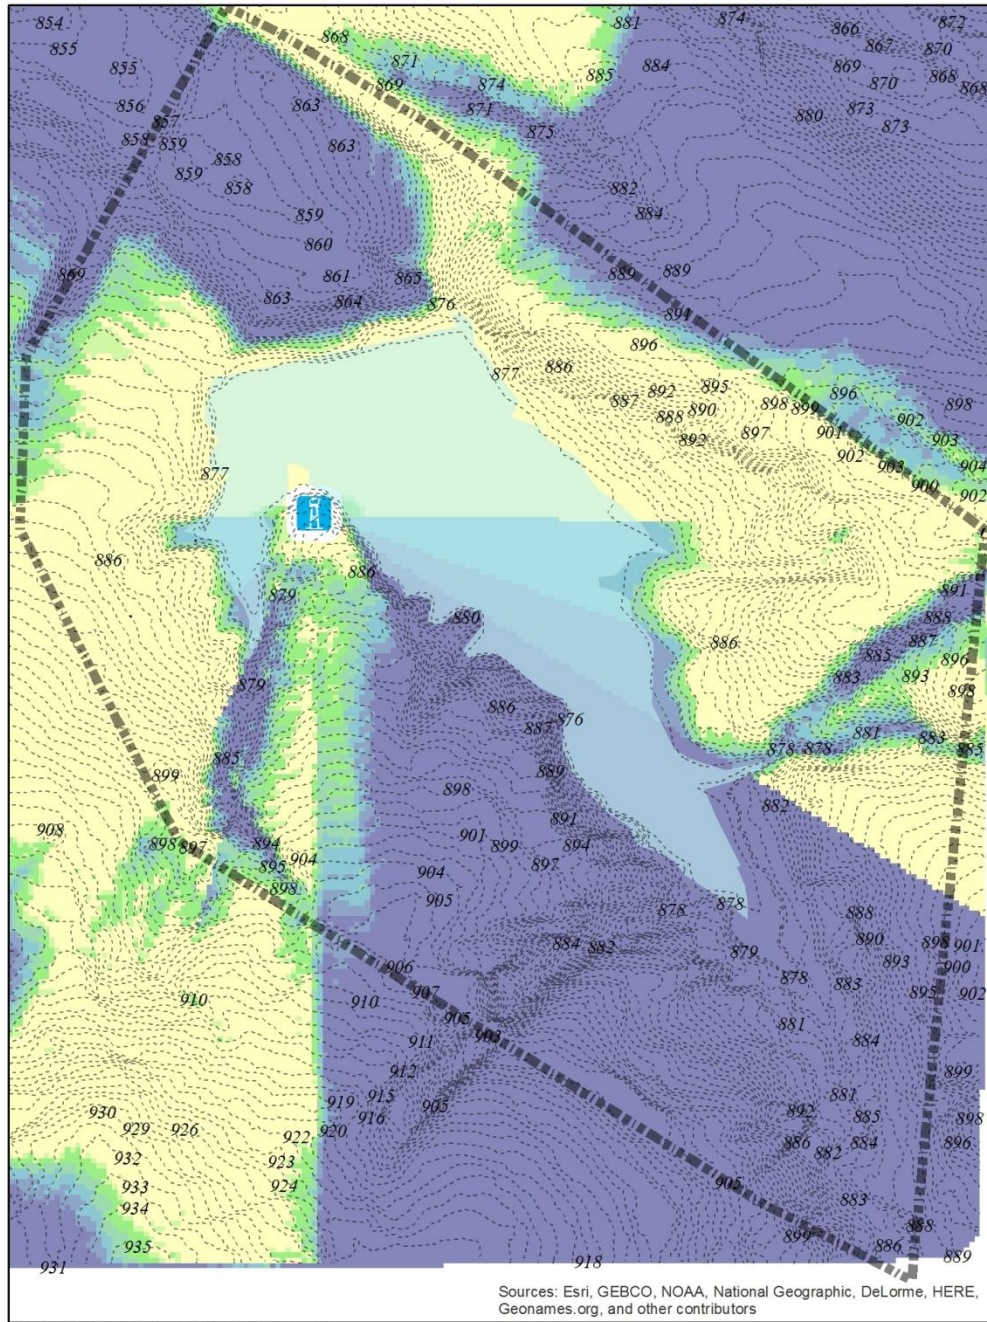 854 881 874 872
868 866
855 867 870
871 884 869
855 885 868
869 874 870 868
856 863 871 880 873
857 875 873
858 859 863
858
859 858 882
859 884
860
869 861 865 889 889
863 864 876 891
896
877 886
892 895 896
887 890 898 899 898
888 902
892 897 901 903
902 903 904
877 900 902
886 886
879 891
880 888
886 887
885 896
879 883 893
898
886 876
887 881 883
885 878 878 885
899 889
898 882
891
908 901
898 897 894 899 894
904 897
895 904
898 905 878 878
888
884 882 890 898 901
879 893
906 878 900
907 883 895 902
910 910
905 881
903 884
911
912 899
915 881
930 919 905 892 885 898
916
929 926 922 920 886 884 896
932 923 882
933 924 905 883
934
888
935 899 886 889
931 918
Sources: Esri, GEBCO, NOAA, National Geographic, DeLorme, HERE,
Geonames.org, and other contributors